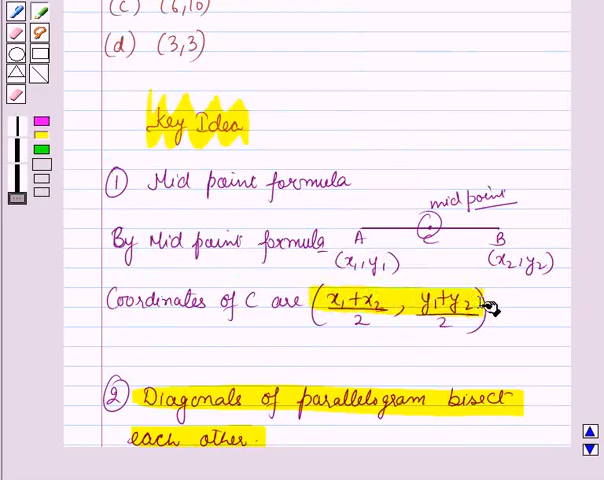 (c) (6,10)
(d) (3,3)
Key Idea
① Mid point formula
mid point
By Mid point formula
A C B
(x₁, y₁) (x₂, y₂)
Coordinates of C are (x₁+x₂/2 , y₁+y₂/2)
② Diagonals of parallelogram bisect
each other.